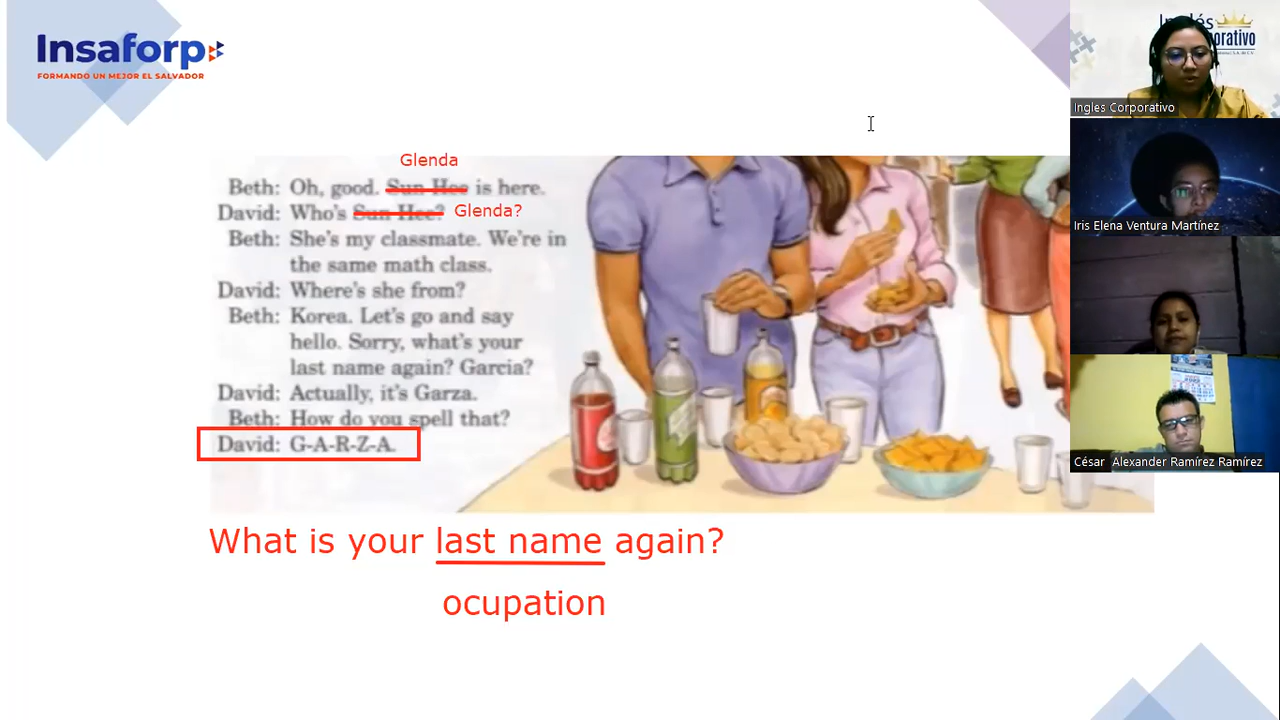 Insaforp
FORMANDO UN MEJOR EL SALVADOR
Glenda
Beth: Oh, good. Sun Hee is here.
David: Who's Sun Hee? Glenda?
Beth: She's my classmate. We're in
the same math class.
David: Where's she from?
Beth: Korea. Let's go and say
hello. Sorry, what's your
last name again? Garcia?
David: Actually, it's Garza.
Beth: How do you spell that?
David: G-A-R-Z-A.
What is your last name again?
ocupation
Ingles Corporativo
Iris Elena Ventura Martínez
César Alexander Ramírez Ramírez